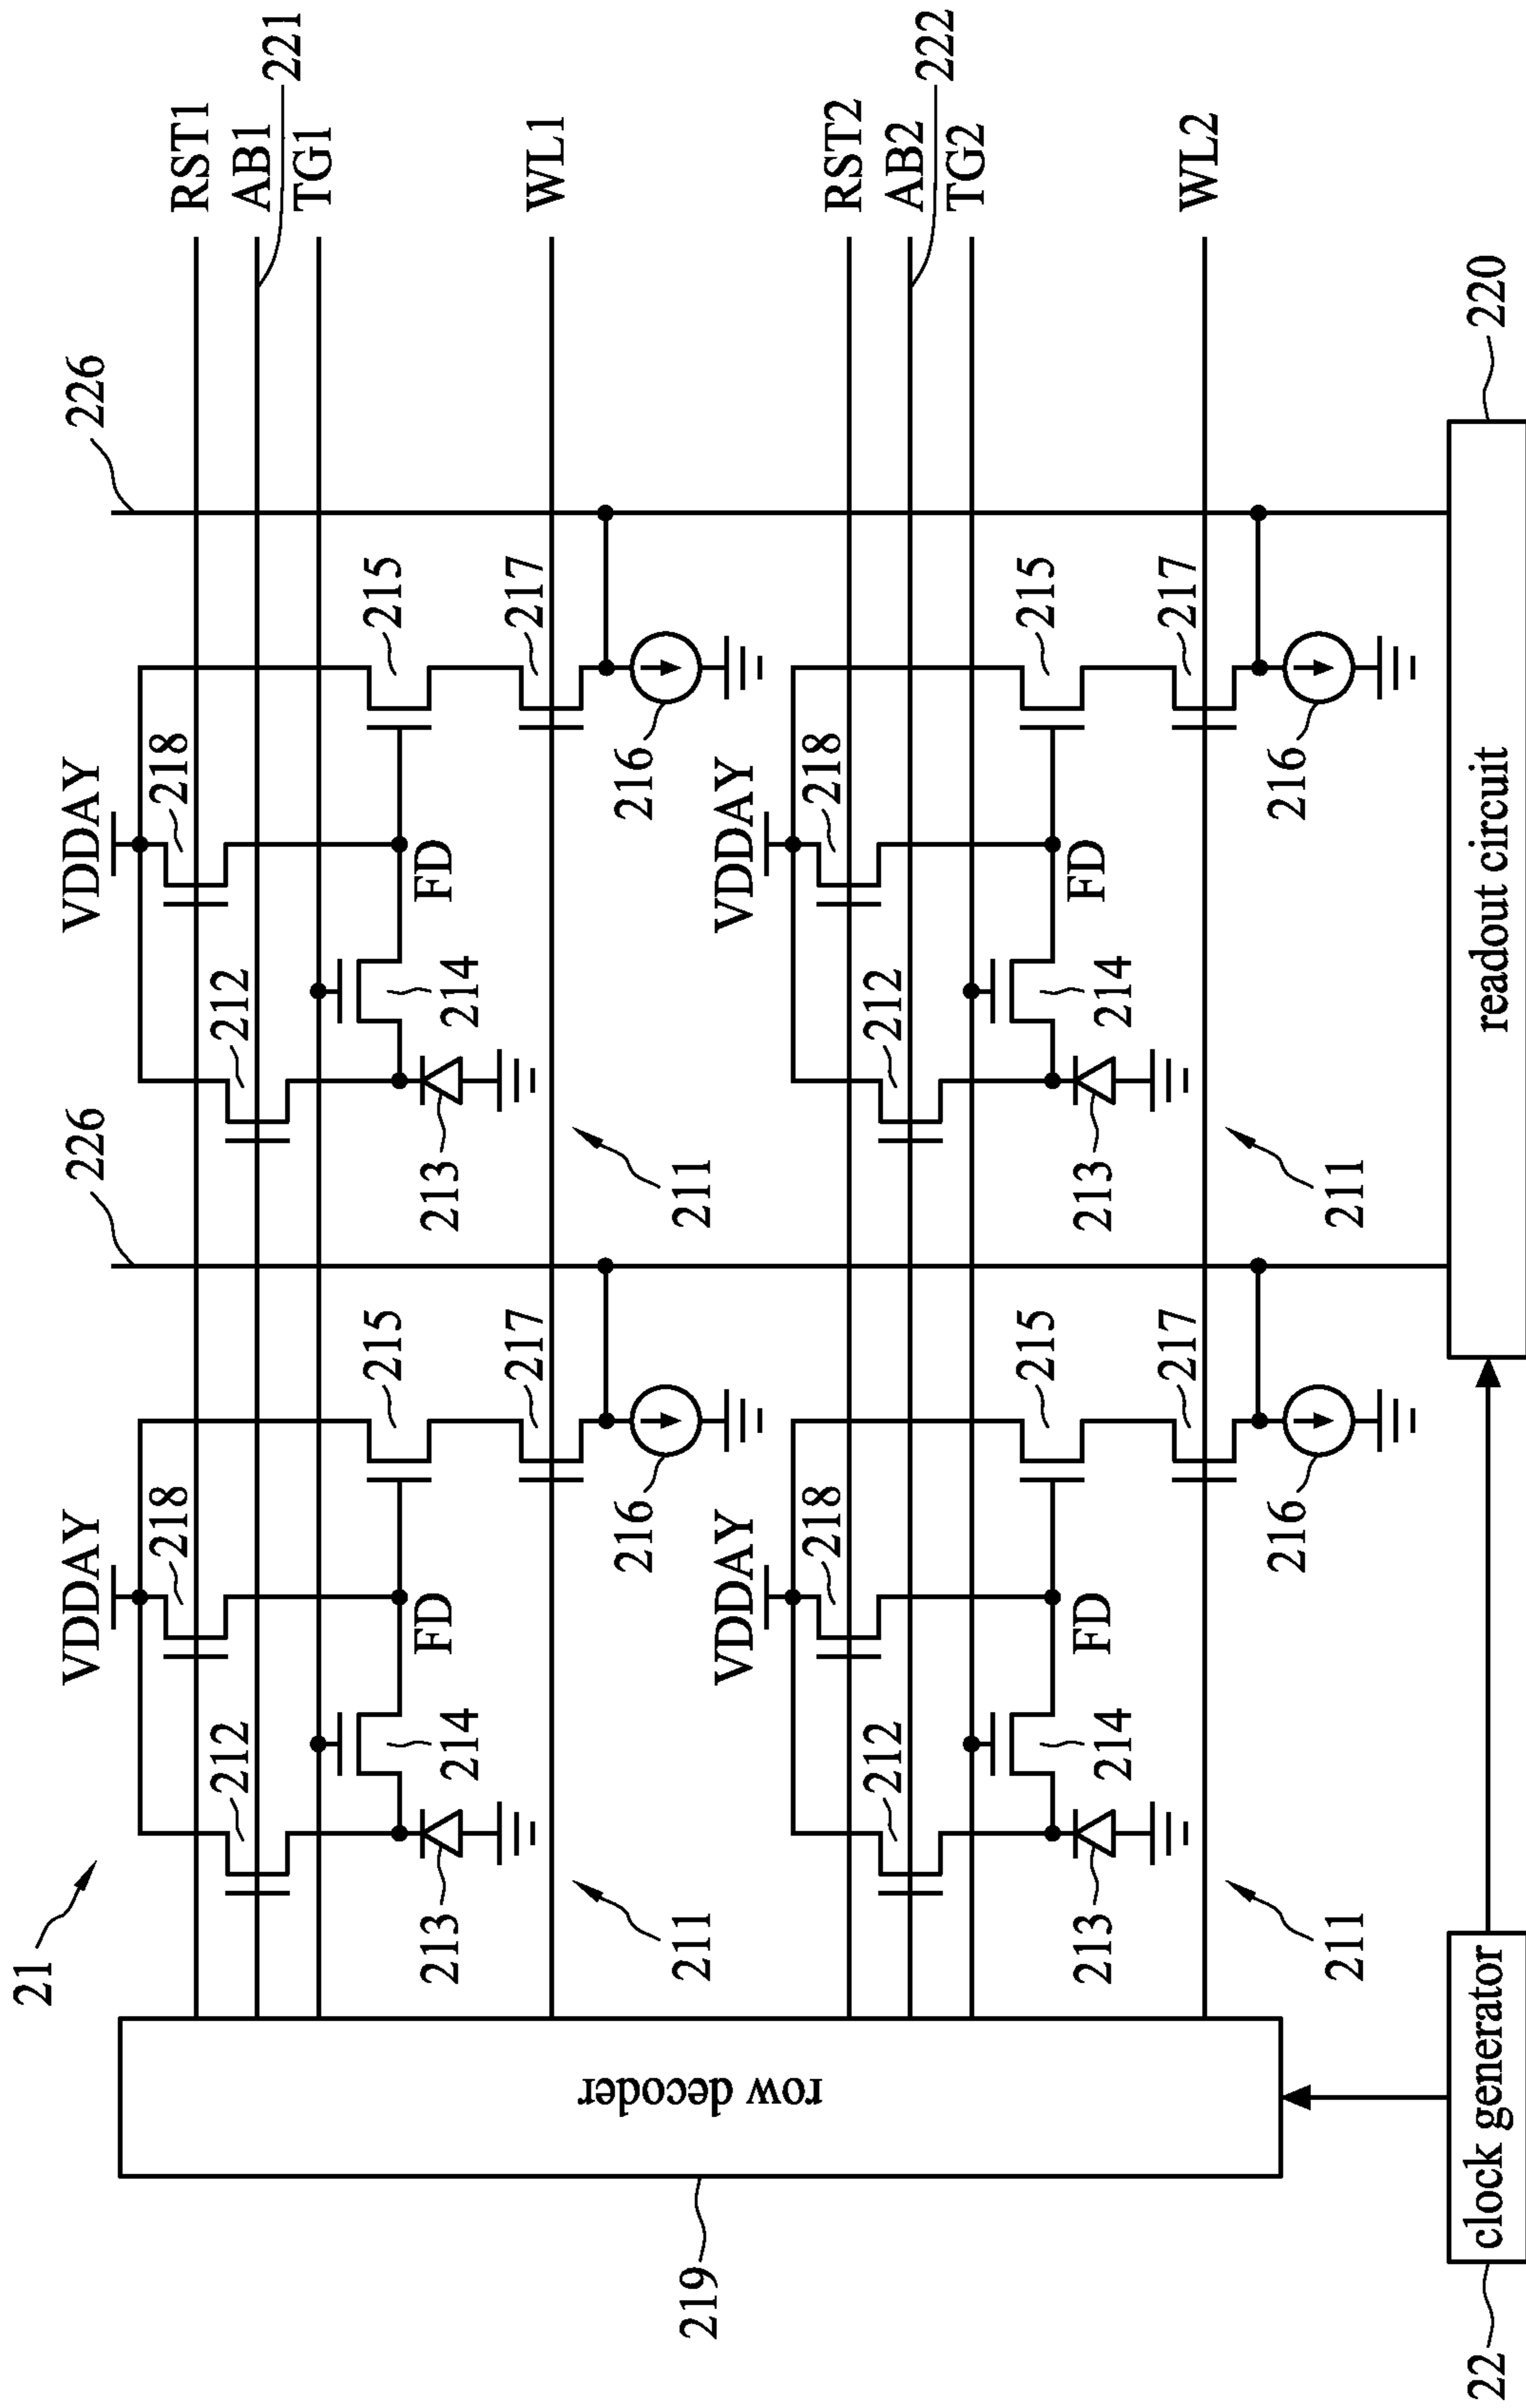 21
226
226
VDDAY
VDDAY
218
218
RST1
212
212
AB1
221
TG1
215
215
214
FD
214
FD
213
213
217
217
WL1
216
216
211
211
219
row decoder
VDDAY
VDDAY
218
218
RST2
212
212
AB2
222
TG2
215
215
214
FD
214
FD
213
213
217
217
WL2
216
216
211
211
22
clock generator
readout circuit
220